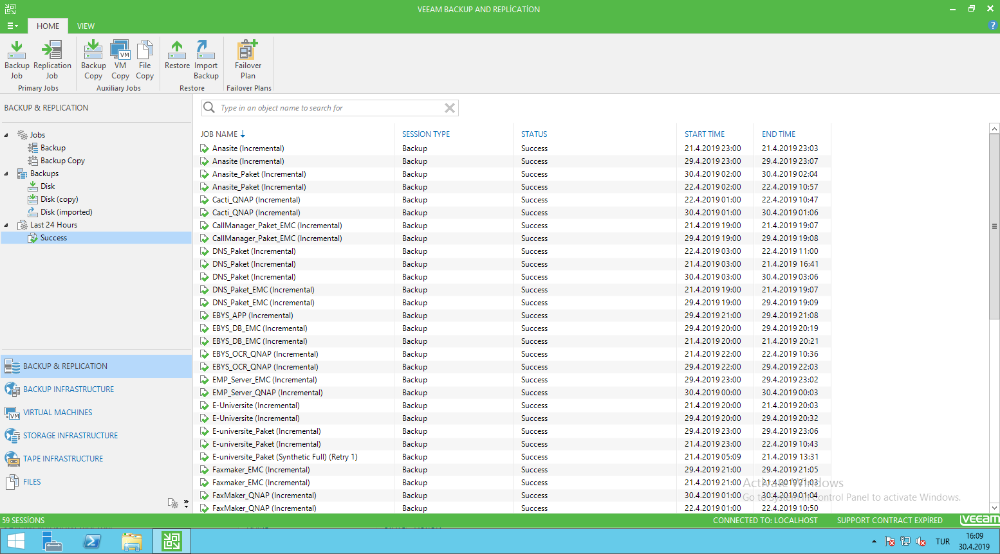 VEEAM BACKUP AND REPLİCATİON
HOME VIEW
Backup Job
Replication Job
Backup Copy
VM Copy
File Copy
Restore
Import Backup
Failover Plan
Primary Jobs
Auxiliary Jobs
Restore
Failover Plans
BACKUP & REPLICATION
Jobs
Backup
Backup Copy
Backups
Disk
Disk (copy)
Disk (imported)
Last 24 Hours
Success
BACKUP & REPLICATION
BACKUP INFRASTRUCTURE
VIRTUAL MACHINES
STORAGE INFRASTRUCTURE
TAPE INFRASTRUCTURE
FILES
Type in an object name to search for
JOB NAME SESSİON TYPE STATUS START TİME END TİME
Anasite (Incremental) Backup Success 21.4.2019 23:00 21.4.2019 23:03
Anasite (Incremental) Backup Success 29.4.2019 23:00 29.4.2019 23:07
Anasite_Paket (Incremental) Backup Success 30.4.2019 02:00 30.4.2019 02:04
Anasite_Paket (Incremental) Backup Success 22.4.2019 02:00 22.4.2019 10:57
Cacti_QNAP (Incremental) Backup Success 22.4.2019 01:00 22.4.2019 10:47
Cacti_QNAP (Incremental) Backup Success 30.4.2019 01:00 30.4.2019 01:06
CallManager_Paket_EMC (Incremental) Backup Success 21.4.2019 19:00 21.4.2019 19:07
CallManager_Paket_EMC (Incremental) Backup Success 29.4.2019 19:00 29.4.2019 19:08
DNS_Paket (Incremental) Backup Success 22.4.2019 03:00 22.4.2019 11:00
DNS_Paket (Incremental) Backup Success 21.4.2019 03:00 21.4.2019 16:41
DNS_Paket (Incremental) Backup Success 30.4.2019 03:00 30.4.2019 03:06
DNS_Paket_EMC (Incremental) Backup Success 21.4.2019 19:00 21.4.2019 19:07
DNS_Paket_EMC (Incremental) Backup Success 29.4.2019 19:00 29.4.2019 19:09
EBYS_APP (Incremental) Backup Success 29.4.2019 21:00 29.4.2019 21:08
EBYS_DB_EMC (Incremental) Backup Success 29.4.2019 20:00 29.4.2019 20:19
EBYS_DB_EMC (Incremental) Backup Success 21.4.2019 20:00 21.4.2019 20:21
EBYS_OCR_QNAP (Incremental) Backup Success 21.4.2019 22:00 22.4.2019 10:36
EBYS_OCR_QNAP (Incremental) Backup Success 29.4.2019 22:00 29.4.2019 22:03
EMP_Server_EMC (Incremental) Backup Success 29.4.2019 23:00 29.4.2019 23:02
EMP_Server_QNAP (Incremental) Backup Success 30.4.2019 00:00 30.4.2019 00:03
E-Universite (Incremental) Backup Success 21.4.2019 20:00 21.4.2019 20:03
E-Universite (Incremental) Backup Success 29.4.2019 20:00 29.4.2019 20:32
E-universite_Paket (Incremental) Backup Success 29.4.2019 23:00 29.4.2019 23:06
E-universite_Paket (Incremental) Backup Success 21.4.2019 23:00 22.4.2019 10:43
E-universite_Paket (Synthetic Full) (Retry 1) Backup Success 21.4.2019 05:09 21.4.2019 13:31
Faxmaker_EMC (Incremental) Backup Success 29.4.2019 21:00 29.4.2019 21:05
Faxmaker_EMC (Incremental) Backup Success 21.4.2019 21:00 21.4.2019 21:03
FaxMaker_QNAP (Incremental) Backup Success 30.4.2019 01:00 30.4.2019 01:04
FaxMaker_QNAP (Incremental) Backup Success 22.4.2019 01:00 22.4.2019 10:50
Activate Windows
Go to System in Control Panel to activate Windows.
59 SESSİONS CONNECTED TO: LOCALHOST SUPPORT CONTRACT EXPİRED veeam
TUR 16:09
30.4.2019